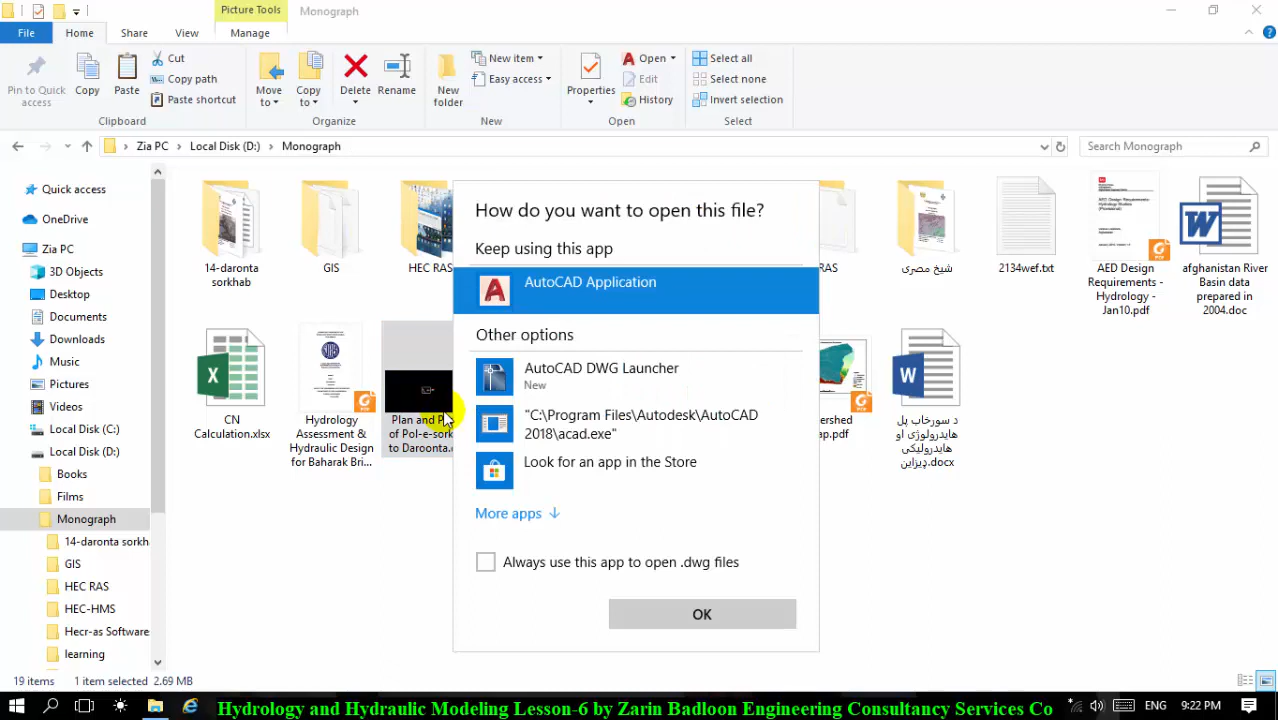 Picture Tools
Monograph
File
Home
Share
View
Manage
Pin to Quick
access
Copy
Paste
Cut
Copy path
Paste shortcut
Clipboard
Move
to
Copy
to
Delete
Rename
Organize
New
folder
New item
Easy access
New
Properties
Open
Edit
History
Open
Select all
Select none
Invert selection
Select
Zia PC > Local Disk (D:) > Monograph
Search Monograph
Quick access
OneDrive
Zia PC
3D Objects
Desktop
Documents
Downloads
Music
Pictures
Videos
Local Disk (C:)
Local Disk (D:)
Books
Films
Monograph
14-daronta sorkh
GIS
HEC RAS
HEC-HMS
Hecr-as Software
learning
14-daronta
sorkhab
GIS
HEC RAS
RAS
شیخ مصری
2134wef.txt
AED Design
Requirements -
Hydrology -
Jan10.pdf
afghanistan River
Basin data
prepared in
2004.doc
CN
Calculation.xlsx
Hydrology
Assessment &
Hydraulic Design
for Baharak Bri...
Plan and P
of Pol-e-sork
to Daroonta.
ershed
ap.pdf
د سورخاب پل
هایدرولوژی او
هایدرولیکی
ډیزاین.docx
How do you want to open this file?
Keep using this app
AutoCAD Application
Other options
AutoCAD DWG Launcher
New
"C:\Program Files\Autodesk\AutoCAD
2018\acad.exe"
Look for an app in the Store
More apps
Always use this app to open .dwg files
OK
19 items
1 item selected 2.69 MB
Hydrology and Hydraulic Modeling Lesson-6 by Zarin Badloon Engineering Consultancy Services Co
ENG
9:22 PM